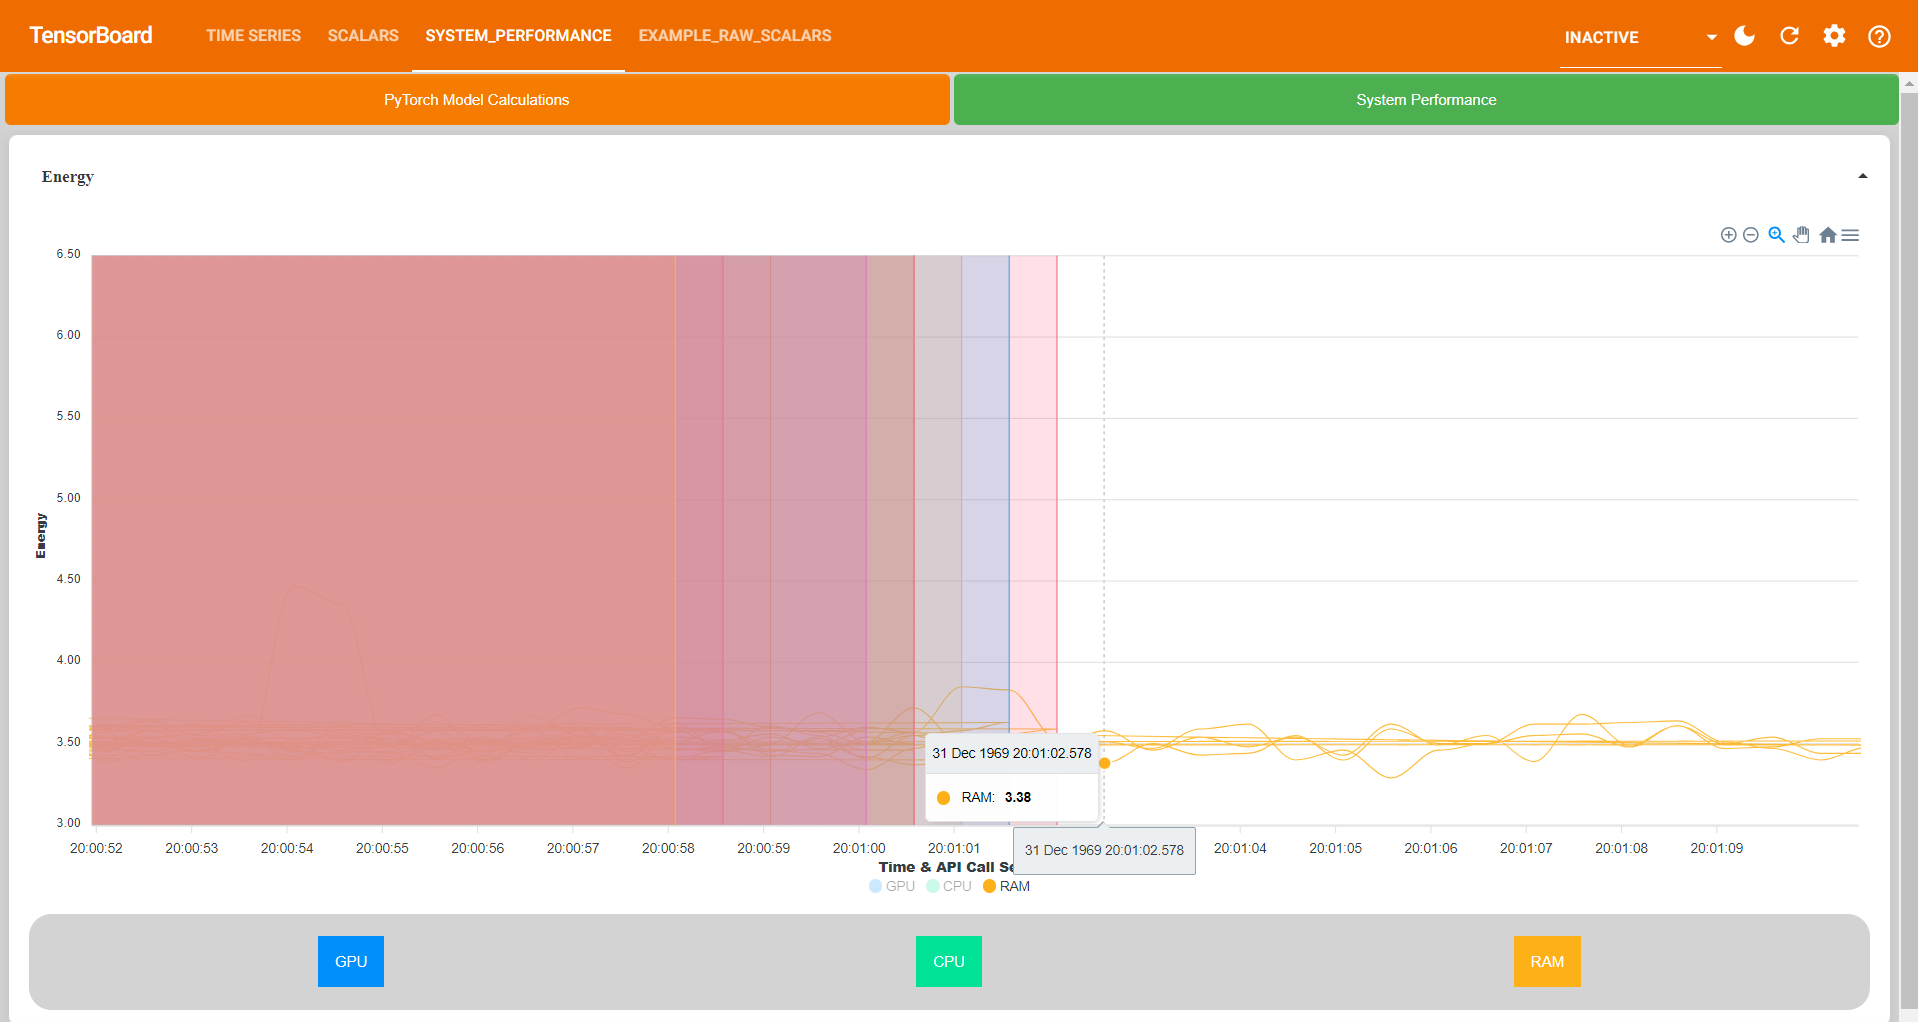 TensorBoard
TIME SERIES
SCALARS
SYSTEM_PERFORMANCE
EXAMPLE_RAW_SCALARS
INACTIVE
PyTorch Model Calculations
System Performance
Energy
6.50
6.00
5.50
5.00
4.50
4.00
3.50
3.00
Energy
31 Dec 1969 20:01:02.578
RAM: 3.38
20:00:52
20:00:53
20:00:54
20:00:55
20:00:56
20:00:57
20:00:58
20:00:59
20:01:00
20:01:01
31 Dec 1969 20:01:02.578
20:01:04
20:01:05
20:01:06
20:01:07
20:01:08
20:01:09
Time & API Call Se
GPU
CPU
RAM
GPU
CPU
RAM